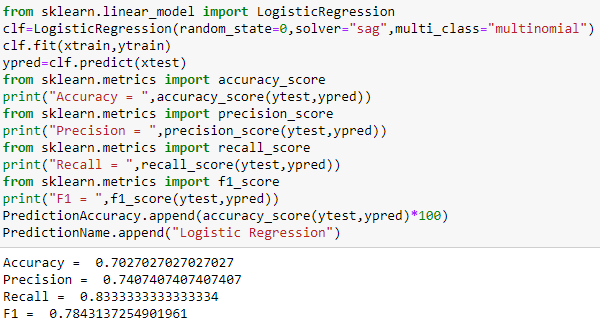 from sklearn.linear_model import LogisticRegression
clf=LogisticRegression(random_state=0,solver="sag",multi_class="multinomial")
clf.fit(xtrain,ytrain)
ypred=clf.predict(xtest)
from sklearn.metrics import accuracy_score
print("Accuracy = ",accuracy_score(ytest,ypred))
from sklearn.metrics import precision_score
print("Precision = ",precision_score(ytest,ypred))
from sklearn.metrics import recall_score
print("Recall = ",recall_score(ytest,ypred))
from sklearn.metrics import f1_score
print("F1 = ",f1_score(ytest,ypred))
PredictionAccuracy.append(accuracy_score(ytest,ypred)*100)
PredictionName.append("Logistic Regression")
Accuracy =  0.7027027027027027
Precision =  0.7407407407407407
Recall =  0.8333333333333334
F1 =  0.7843137254901961